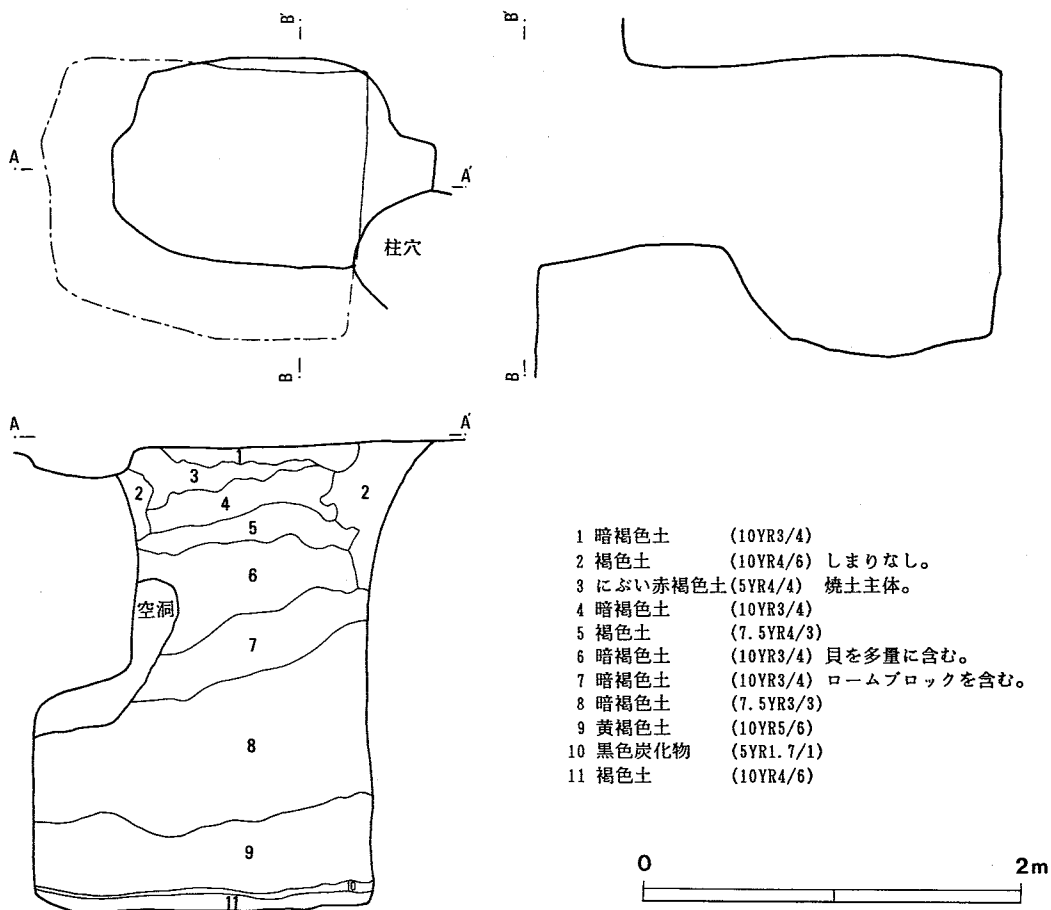 B′
B′
A
A′
柱穴
B
B
A
A′
1
3
2
2
4
5
6
空洞
7
8
9
10
11
1 暗褐色土 (10YR3/4)
2 褐色土 (10YR4/6) しまりなし。
3 にぶい赤褐色土(5YR4/4) 焼土主体。
4 暗褐色土 (10YR3/4)
5 褐色土 (7.5YR4/3)
6 暗褐色土 (10YR3/4) 貝を多量に含む。
7 暗褐色土 (10YR3/4) ロームブロックを含む。
8 暗褐色土 (7.5YR3/3)
9 黄褐色土 (10YR5/6)
10 黒色炭化物 (5YR1.7/1)
11 褐色土 (10YR4/6)
0 2m